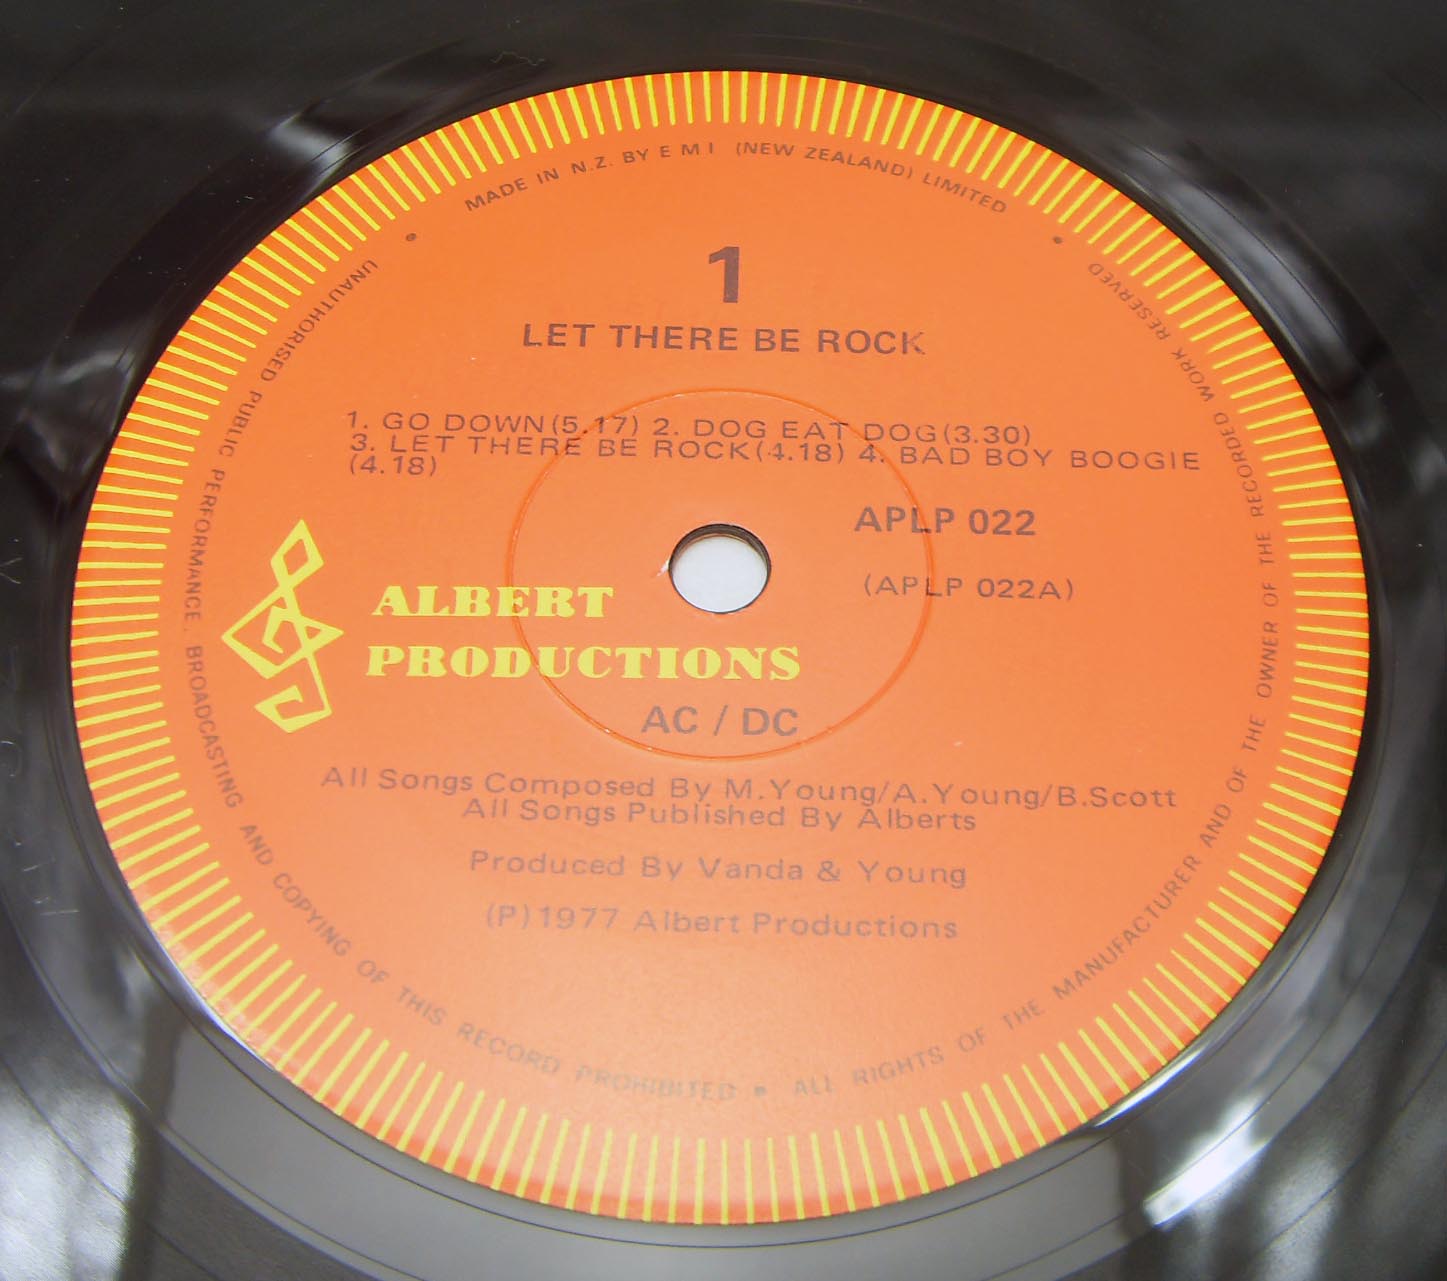 MADE IN N.Z. BY E M I (NEW ZEALAND) LIMITED
1
LET THERE BE ROCK
1. GO DOWN(5.17) 2. DOG EAT DOG(3.30)
3. LET THERE BE ROCK(4.18) 4. BAD BOY BOOGIE
(4.18)
APLP 022
(APLP 022A)
ALBERT
PRODUCTIONS
AC / DC
All Songs Composed By M.Young/A.Young/B.Scott
All Songs Published By Alberts
Produced By Vanda & Young
(P)1977 Albert Productions
UNAUTHORISED PUBLIC PERFORMANCE, BROADCASTING AND COPYING OF THIS RECORD PROHIBITED • ALL RIGHTS OF THE MANUFACTURER AND OF THE OWNER OF THE RECORDED WORK RESERVED